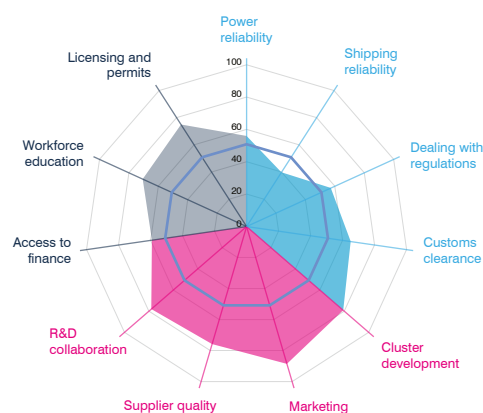 Power
reliability
Licensing and
permits
Shipping
reliability
100
80
60
40
20
0
Workforce
education
Dealing with
regulations
Access to
finance
Customs
clearance
R&D
collaboration
Cluster
development
Supplier quality
Marketing